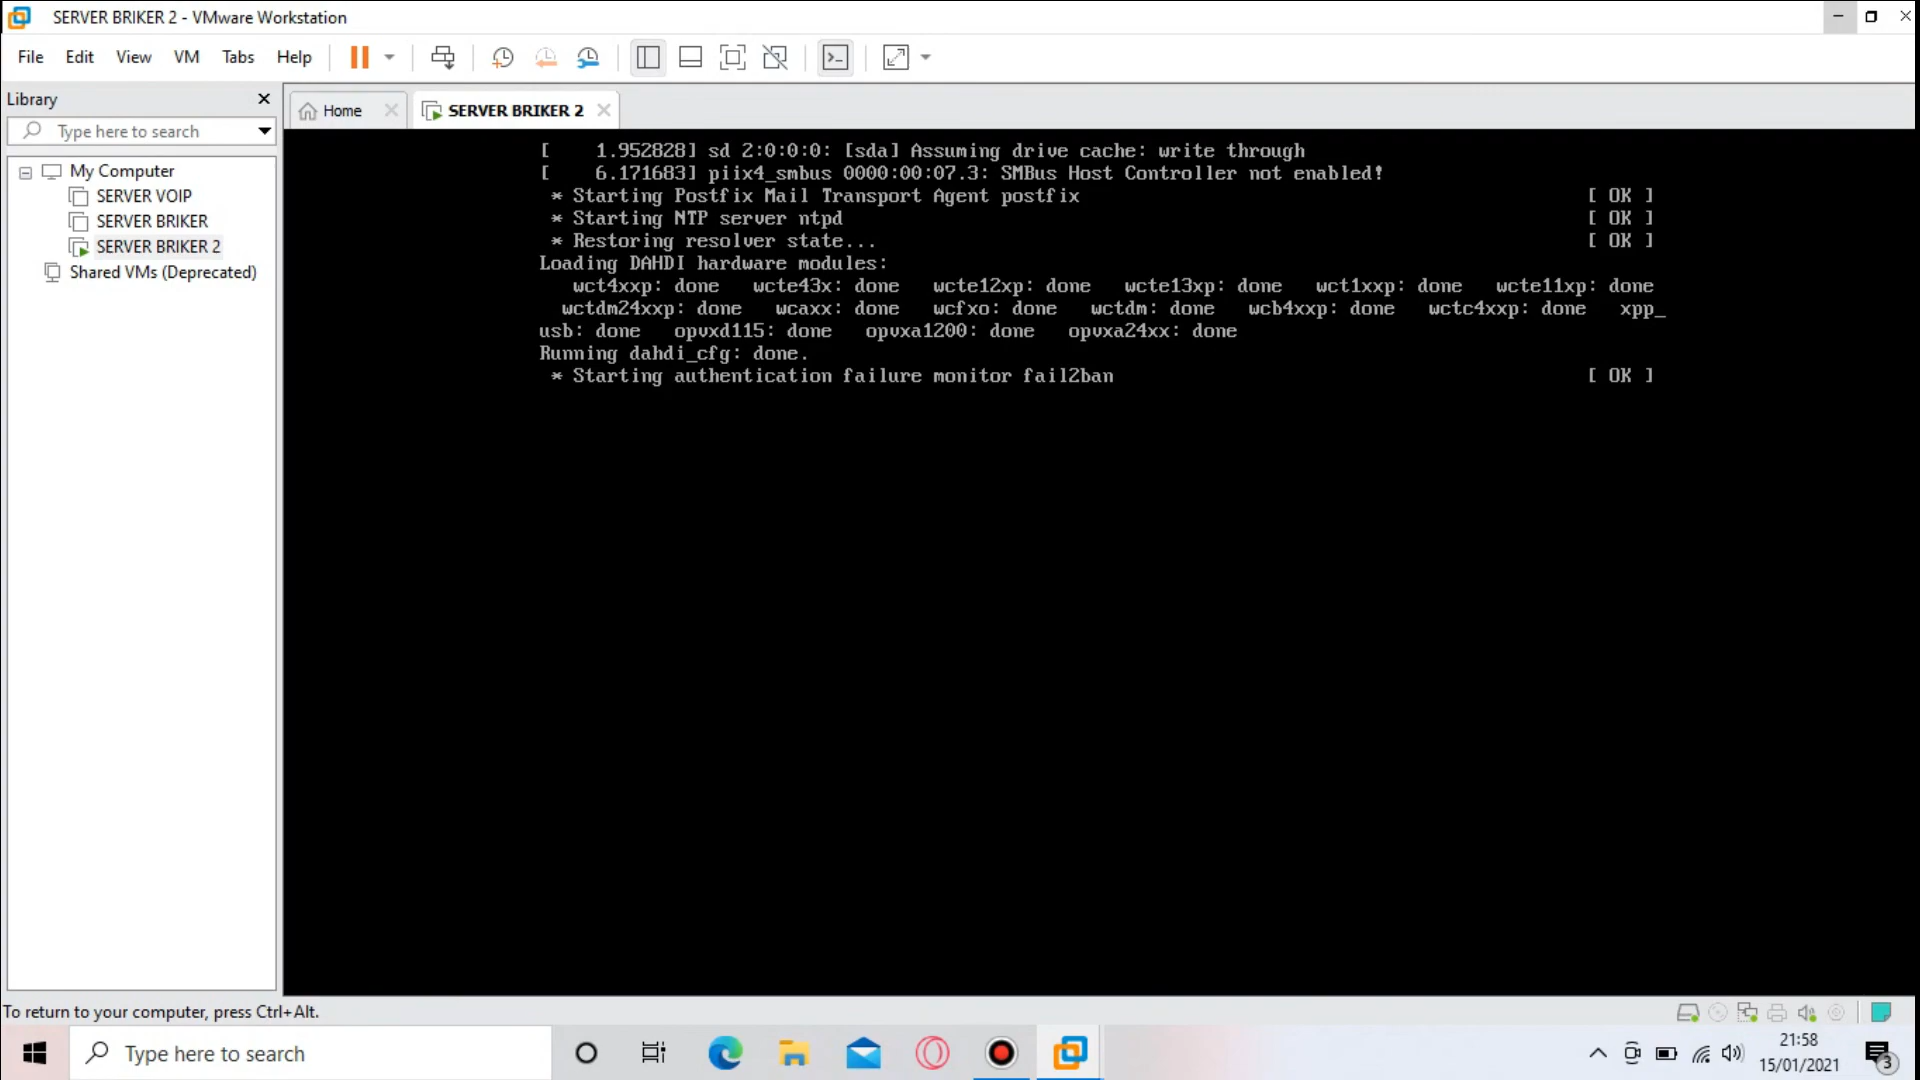 SERVER BRIKER 2 - VMware Workstation
File Edit View VM Tabs Help
Library
Type here to search
My Computer
SERVER VOIP
SERVER BRIKER
SERVER BRIKER 2
Shared VMs (Deprecated)
Home SERVER BRIKER 2
[    1.952828] sd 2:0:0:0: [sda] Assuming drive cache: write through
[    6.171683] piix4_smbus 0000:00:07.3: SMBus Host Controller not enabled!
* Starting Postfix Mail Transport Agent postfix [ OK ]
* Starting NTP server ntpd [ OK ]
* Restoring resolver state... [ OK ]
Loading DAHDI hardware modules:
wct4xxp: done   wcte43x: done   wcte12xp: done   wcte13xp: done   wct1xxp: done   wcte11xp: done
wctdm24xxp: done   wcaxx: done   wcfxo: done   wctdm: done   wcb4xxp: done   wctc4xxp: done   xpp_
usb: done   opvxd115: done   opvxa1200: done   opvxa24xx: done
Running dahdi_cfg: done.
* Starting authentication failure monitor fail2ban [ OK ]
To return to your computer, press Ctrl+Alt.
Type here to search
21:58
15/01/2021
3